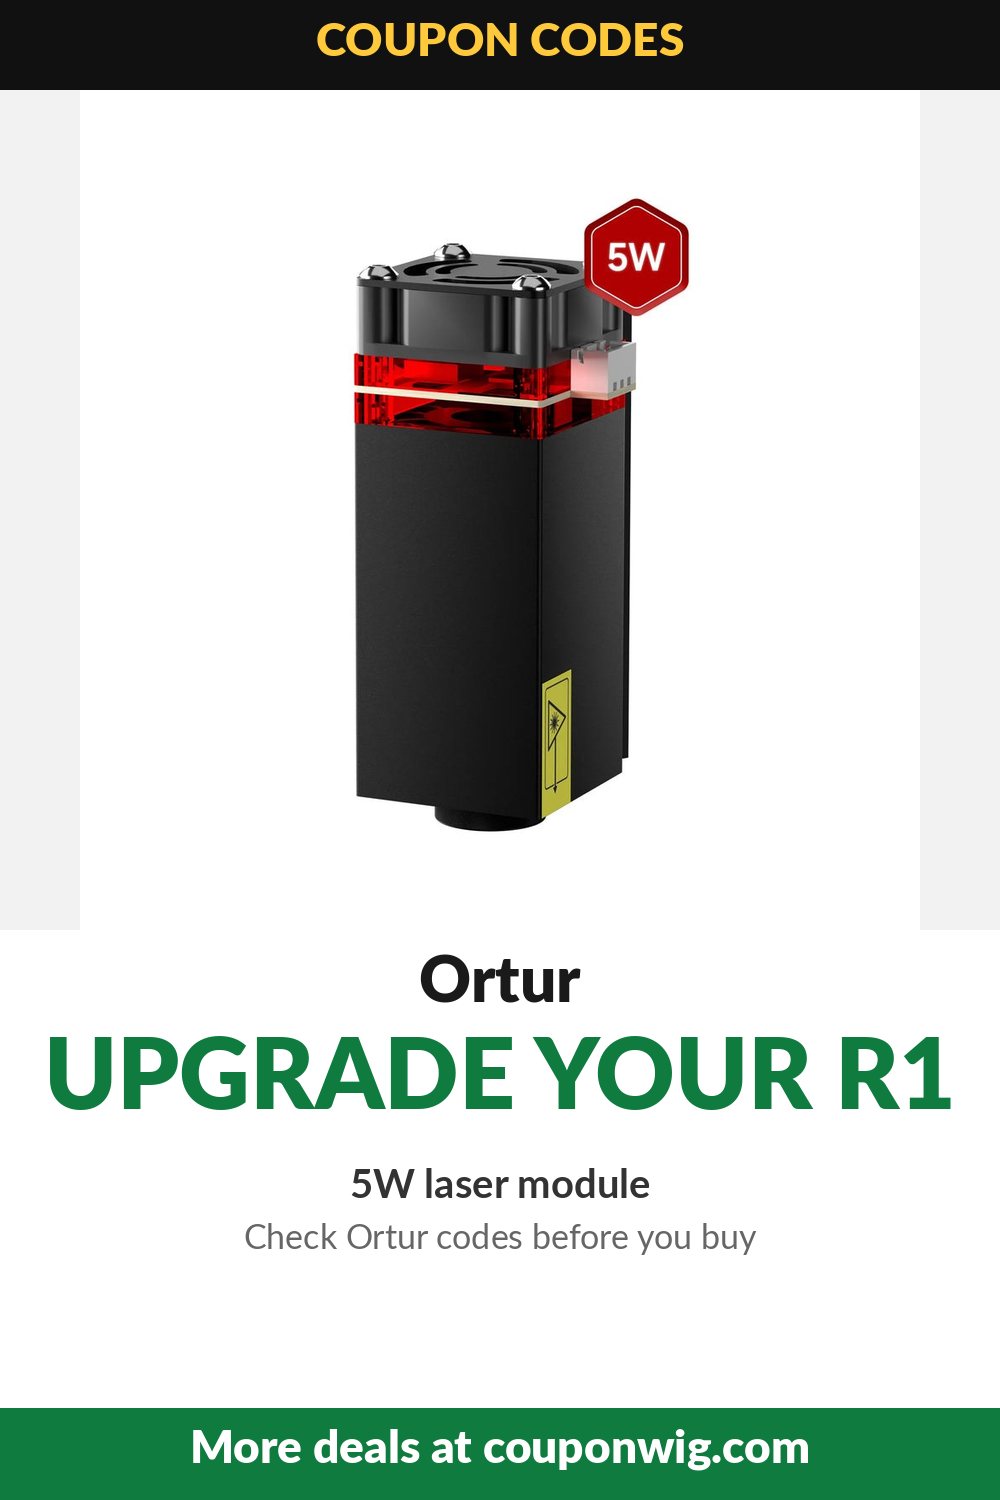 COUPON CODES
5W
Ortur
UPGRADE YOUR R1
5W laser module
Check Ortur codes before you buy
More deals at couponwig.com